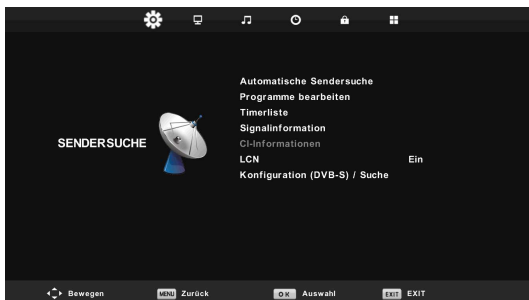 Automatische Sendersuche
Programme bearbeiten
Timerliste
Signalinformation
SENDERSUCHE
CI-Informationen
LCN Ein
Konfiguration (DVB-S) / Suche
Bewegen MENU Zurück OK Auswahl EXIT EXIT